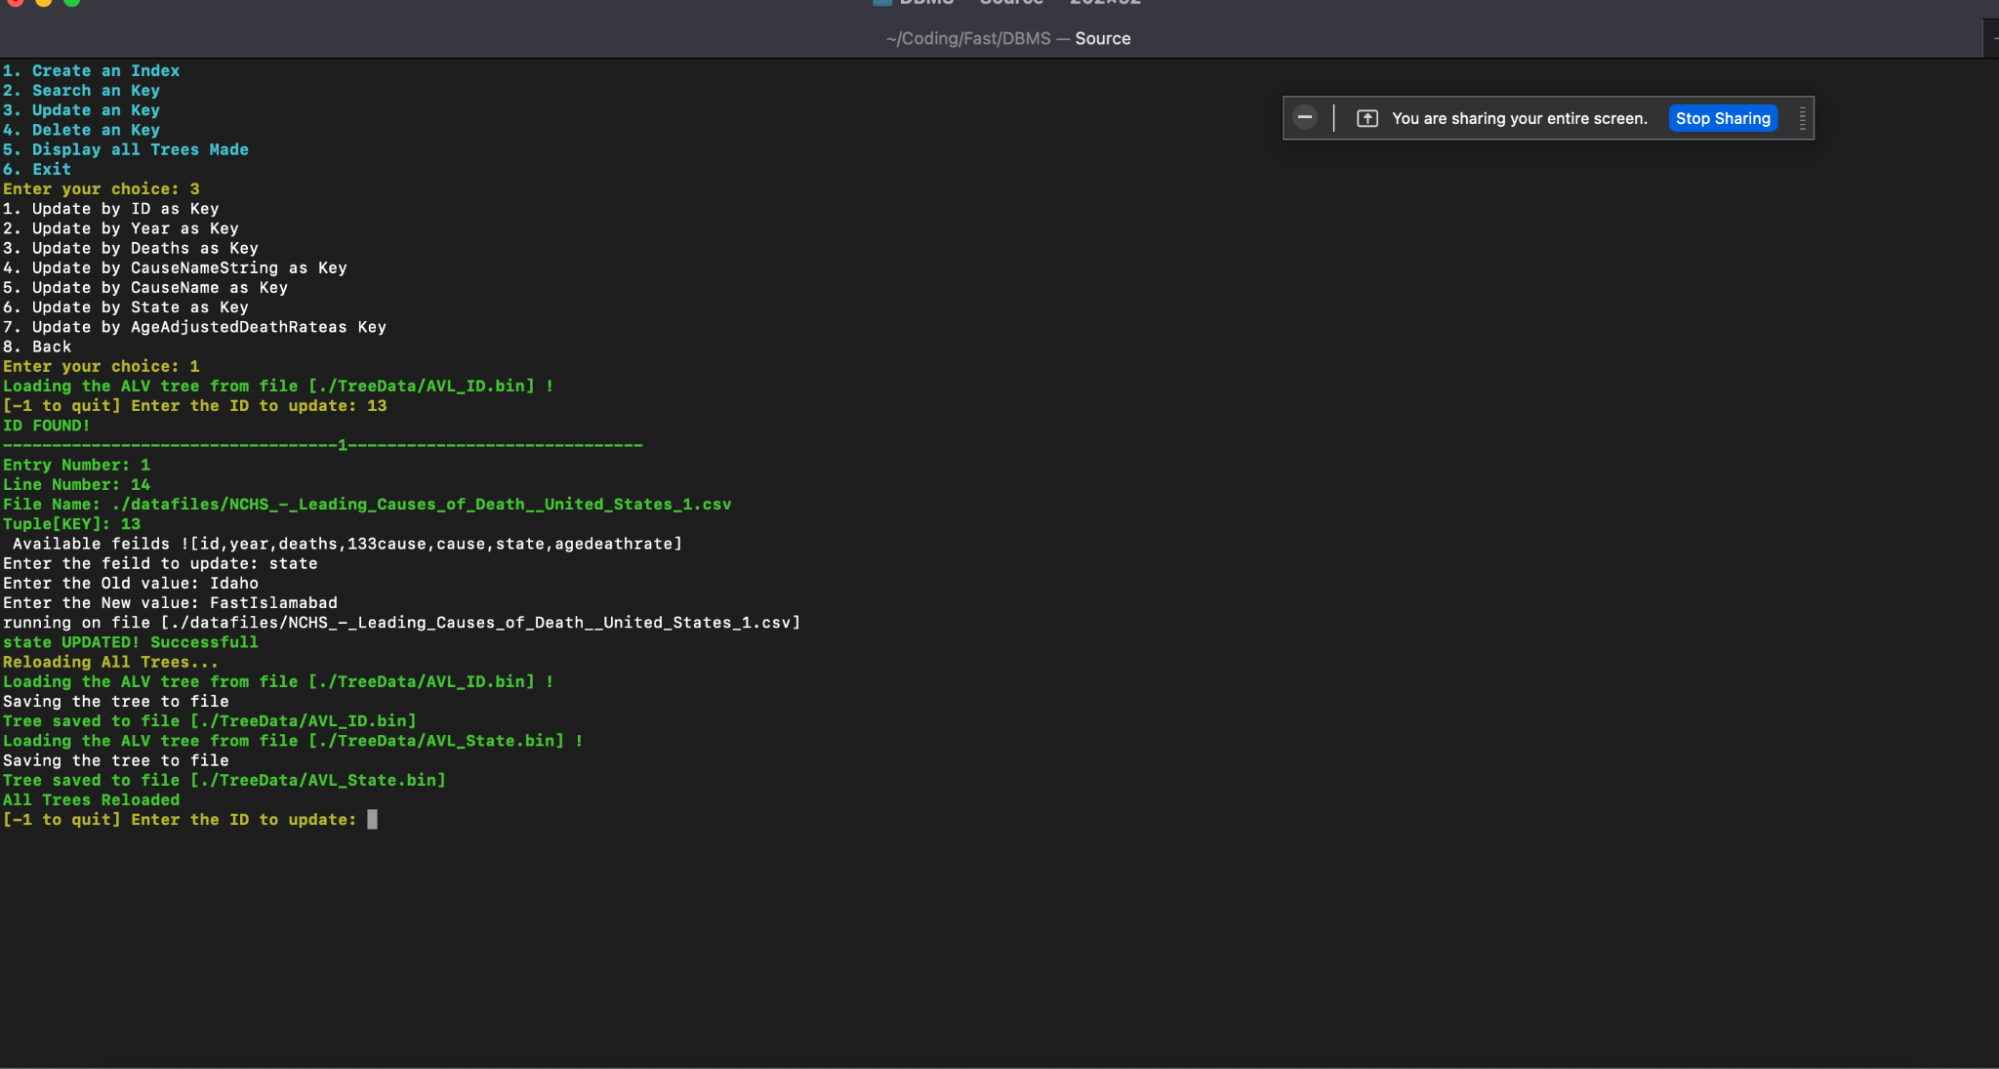 DBMS — Source — 202×52
~/Coding/Fast/DBMS — Source
1. Create an Index
2. Search an Key
3. Update an Key
4. Delete an Key
5. Display all Trees Made
6. Exit
Enter your choice: 3
1. Update by ID as Key
2. Update by Year as Key
3. Update by Deaths as Key
4. Update by CauseNameString as Key
5. Update by CauseName as Key
6. Update by State as Key
7. Update by AgeAdjustedDeathRateas Key
8. Back
Enter your choice: 1
Loading the ALV tree from file [./TreeData/AVL_ID.bin] !
[-1 to quit] Enter the ID to update: 13
ID FOUND!
----------------------------------1------------------------------
Entry Number: 1
Line Number: 14
File Name: ./datafiles/NCHS_-_Leading_Causes_of_Death__United_States_1.csv
Tuple[KEY]: 13
Available feilds ![id,year,deaths,133cause,cause,state,agedeathrate]
Enter the feild to update: state
Enter the Old value: Idaho
Enter the New value: FastIslamabad
running on file [./datafiles/NCHS_-_Leading_Causes_of_Death__United_States_1.csv]
state UPDATED! Successfull
Reloading All Trees...
Loading the ALV tree from file [./TreeData/AVL_ID.bin] !
Saving the tree to file
Tree saved to file [./TreeData/AVL_ID.bin]
Loading the ALV tree from file [./TreeData/AVL_State.bin] !
Saving the tree to file
Tree saved to file [./TreeData/AVL_State.bin]
All Trees Reloaded
[-1 to quit] Enter the ID to update:
You are sharing your entire screen. Stop Sharing